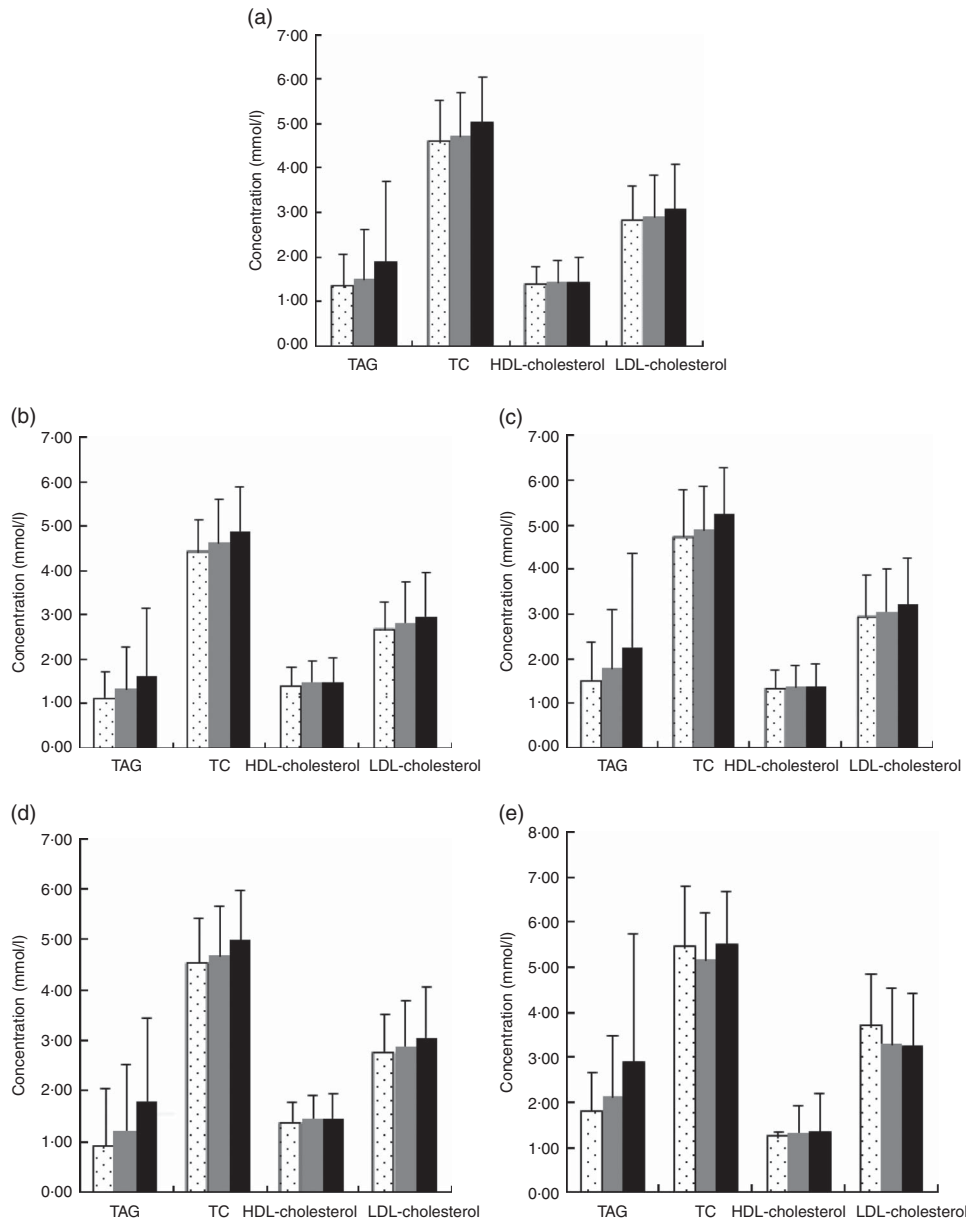 (a)
7·00
6·00
5·00
4·00
3·00
2·00
1·00
0·00
Concentration (mmol/l)
TAG TC HDL-cholesterol LDL-cholesterol
(b)
7·00
6·00
5·00
4·00
3·00
2·00
1·00
0·00
Concentration (mmol/l)
TAG TC HDL-cholesterol LDL-cholesterol
(c)
7·00
6·00
5·00
4·00
3·00
2·00
1·00
0·00
Concentration (mmol/l)
TAG TC HDL-cholesterol LDL-cholesterol
(d)
7·00
6·00
5·00
4·00
3·00
2·00
1·00
0·00
Concentration (mmol/l)
TAG TC HDL-cholesterol LDL-cholesterol
(e)
8·00
7·00
6·00
5·00
4·00
3·00
2·00
1·00
0·00
Concentration (mmol/l)
TAG TC HDL-cholesterol LDL-cholesterol